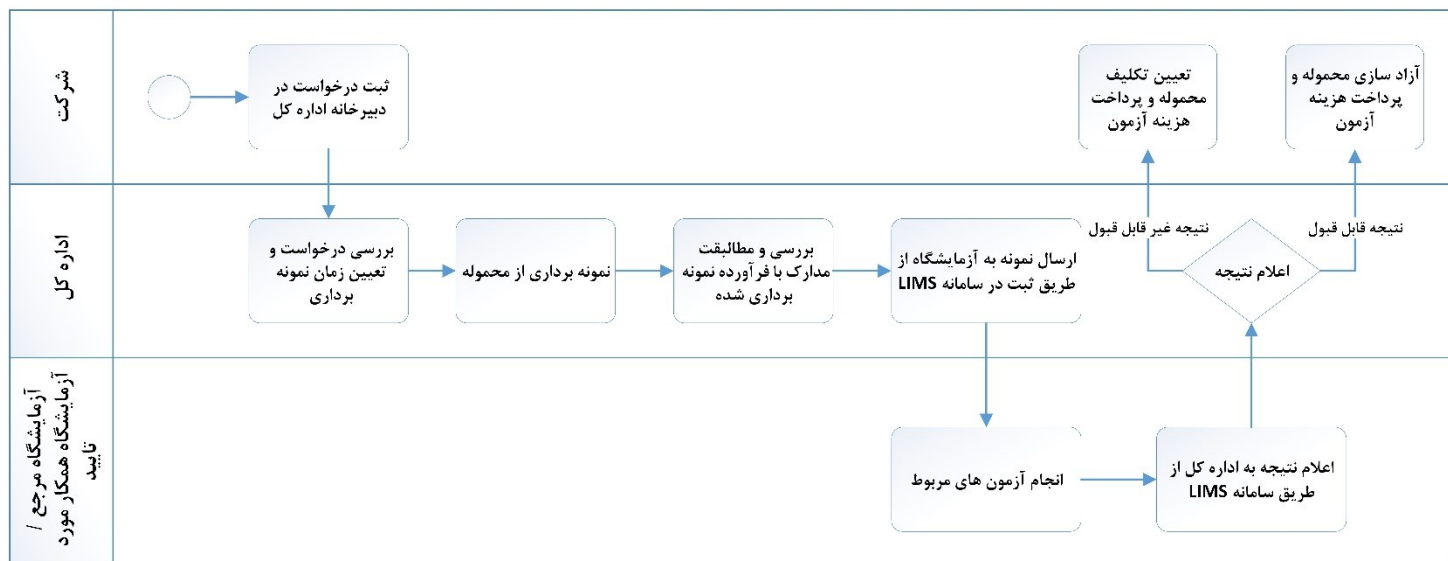 شرکت
ثبت درخواست در
دبیرخانه اداره کل
تعیین تکلیف
محموله و پرداخت
هزینه آزمون
آزاد سازی محموله و
پرداخت هزینه
آزمون
اداره کل
بررسی درخواست و
تعیین زمان نمونه
برداری
نمونه برداری از محموله
بررسی و مطالبقت
مدارک با فرآورده نمونه
برداری شده
ارسال نمونه به آزمایشگاه از
طریق ثبت در سامانه LIMS
نتیجه غیر قابل قبول
اعلام نتیجه
نتیجه قابل قبول
آزمایشگاه مرجع /
آزمایشگاه همکار مورد
تایید
انجام آزمون های مربوط
اعلام نتیجه به اداره کل از
طریق سامانه LIMS